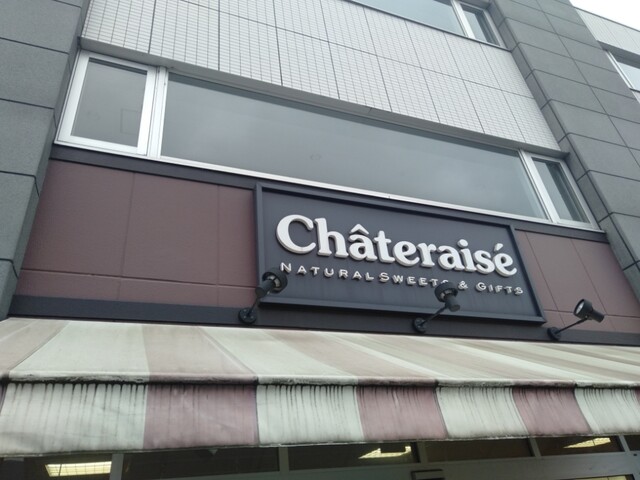 Châteraisé
NATURAL SWEETS & GIFTS